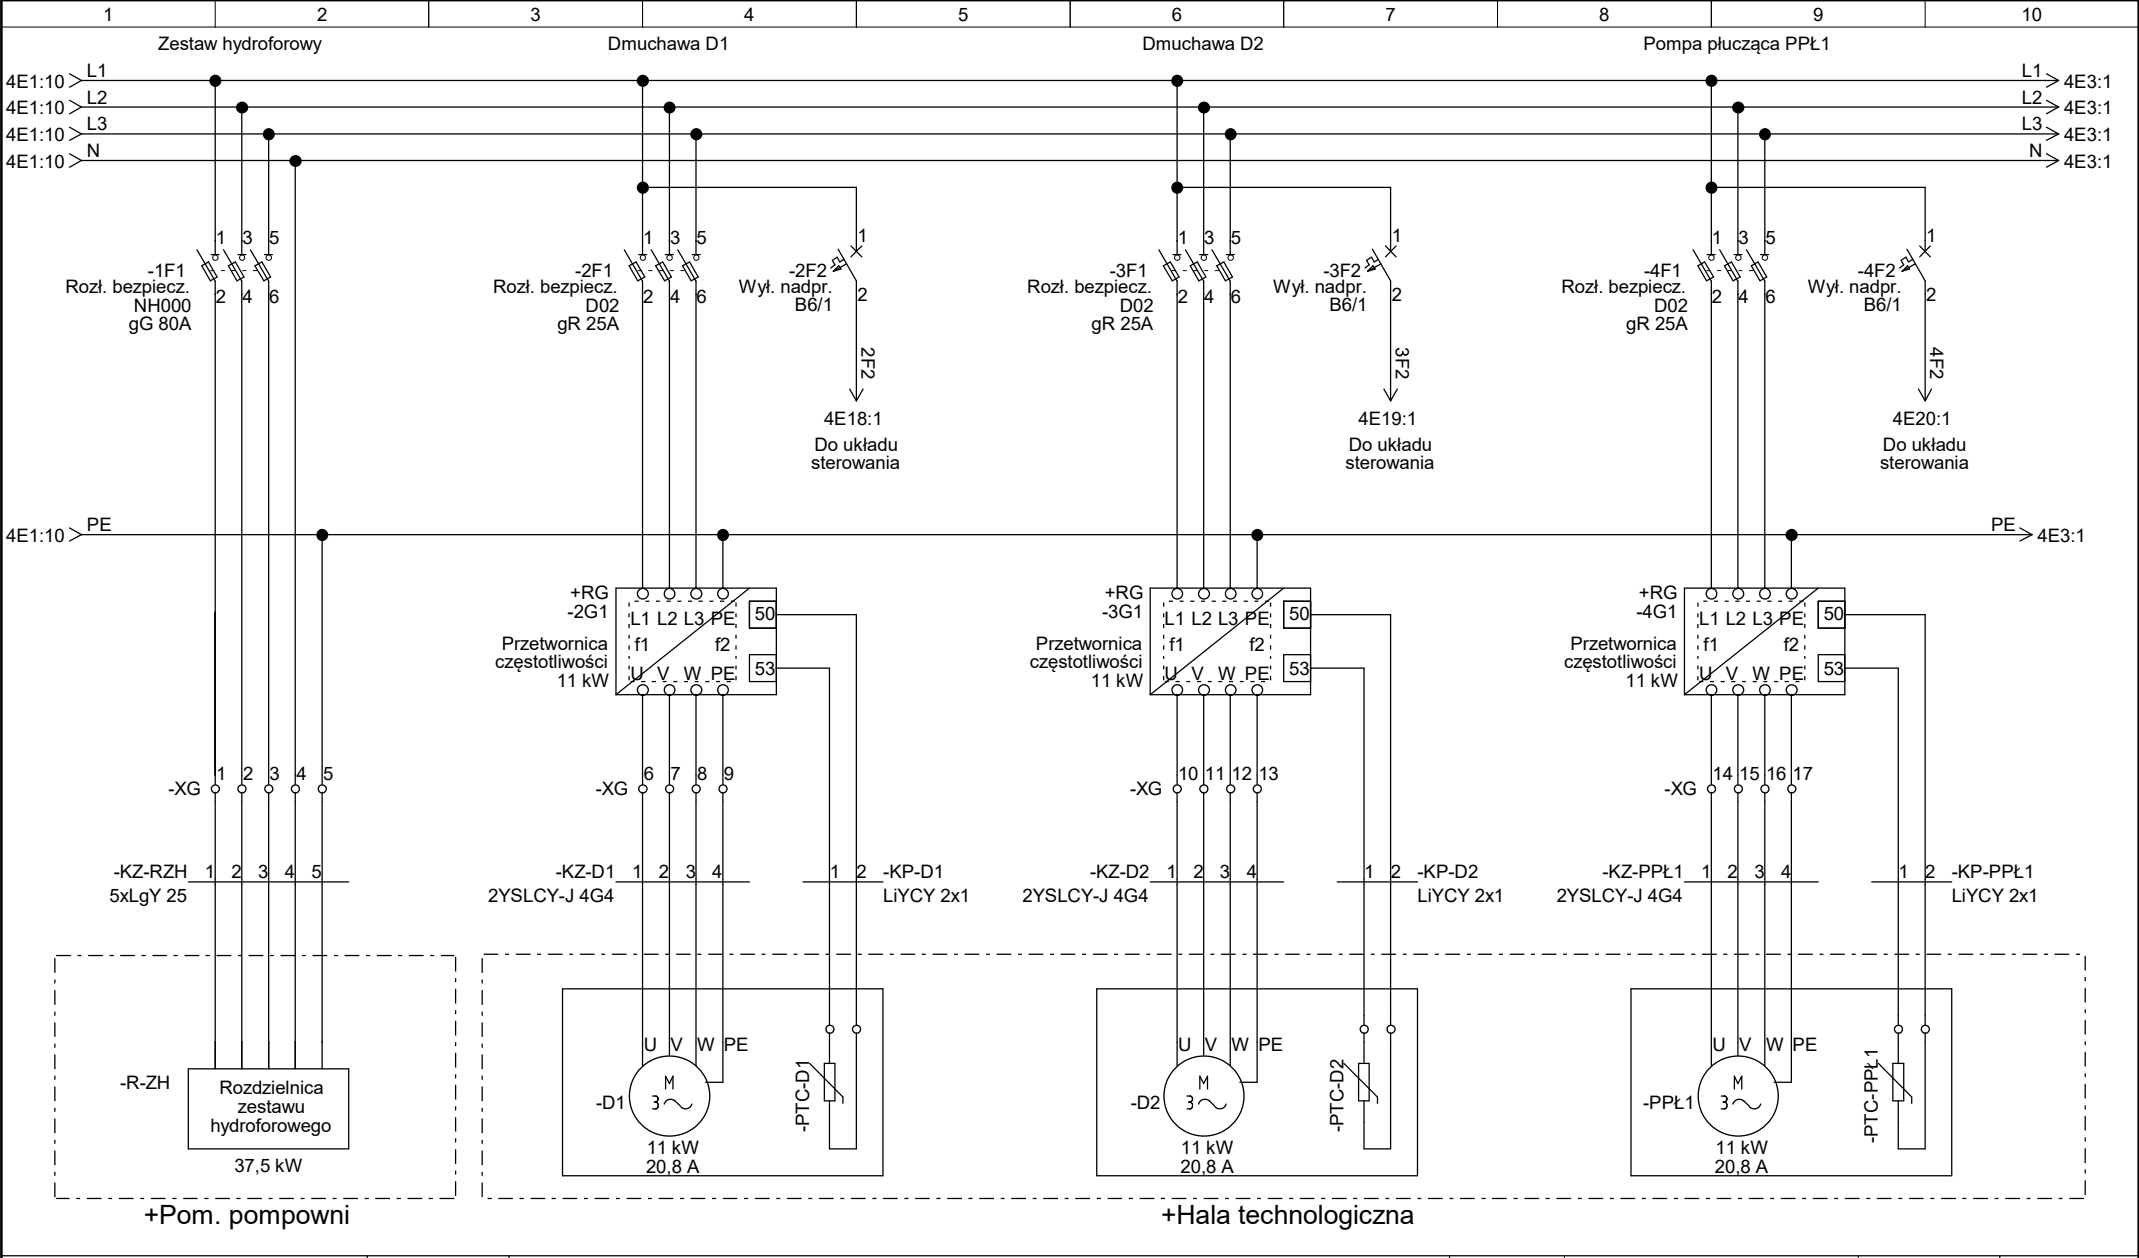 1 2 3 4 5 6 7 8 9 10
Zestaw hydroforowy
Dmuchawa D1
Dmuchawa D2
Pompa płucząca PPŁ1
4E1:10 L1 L1 4E3:1
4E1:10 L2 L2 4E3:1
4E1:10 L3 L3 4E3:1
4E1:10 N N 4E3:1
1 3 5
-1F1
Rozł. bezpiecz.
NH000
gG 80A
2 4 6
1 3 5
-2F1
Rozł. bezpiecz.
D02
gR 25A
2 4 6
1
-2F2
Wył. nadpr.
B6/1
2
2F2
4E18:1
Do układu
sterowania
1 3 5
-3F1
Rozł. bezpiecz.
D02
gR 25A
2 4 6
1
-3F2
Wył. nadpr.
B6/1
2
3F2
4E19:1
Do układu
sterowania
1 3 5
-4F1
Rozł. bezpiecz.
D02
gR 25A
2 4 6
1
-4F2
Wył. nadpr.
B6/1
2
4F2
4E20:1
Do układu
sterowania
4E1:10 PE PE 4E3:1
+RG
-2G1
Przetwornica
częstotliwości
11 kW
L1 L2 L3 PE 50
f1 f2
U V W PE 53
+RG
-3G1
Przetwornica
częstotliwości
11 kW
L1 L2 L3 PE 50
f1 f2
U V W PE 53
+RG
-4G1
Przetwornica
częstotliwości
11 kW
L1 L2 L3 PE 50
f1 f2
U V W PE 53
-XG 1 2 3 4 5
-XG 6 7 8 9
-XG 10 11 12 13
-XG 14 15 16 17
-KZ-RZH 1 2 3 4 5
5xLgY 25
-KZ-D1 1 2 3 4
2YSLCY-J 4G4
1 2 -KP-D1
LiYCY 2x1
-KZ-D2 1 2 3 4
2YSLCY-J 4G4
1 2 -KP-D2
LiYCY 2x1
-KZ-PPŁ1 1 2 3 4
2YSLCY-J 4G4
1 2 -KP-PPŁ1
LiYCY 2x1
-R-ZH
Rozdzielnica
zestawu
hydroforowego
37,5 kW
U V W PE
-D1
M
3
11 kW
20,8 A
-PTC-D1
U V W PE
-D2
M
3
11 kW
20,8 A
-PTC-D2
U V W PE
-PPŁ1
M
3
11 kW
20,8 A
-PTC-PPŁ1
+Pom. pompowni
+Hala technologiczna